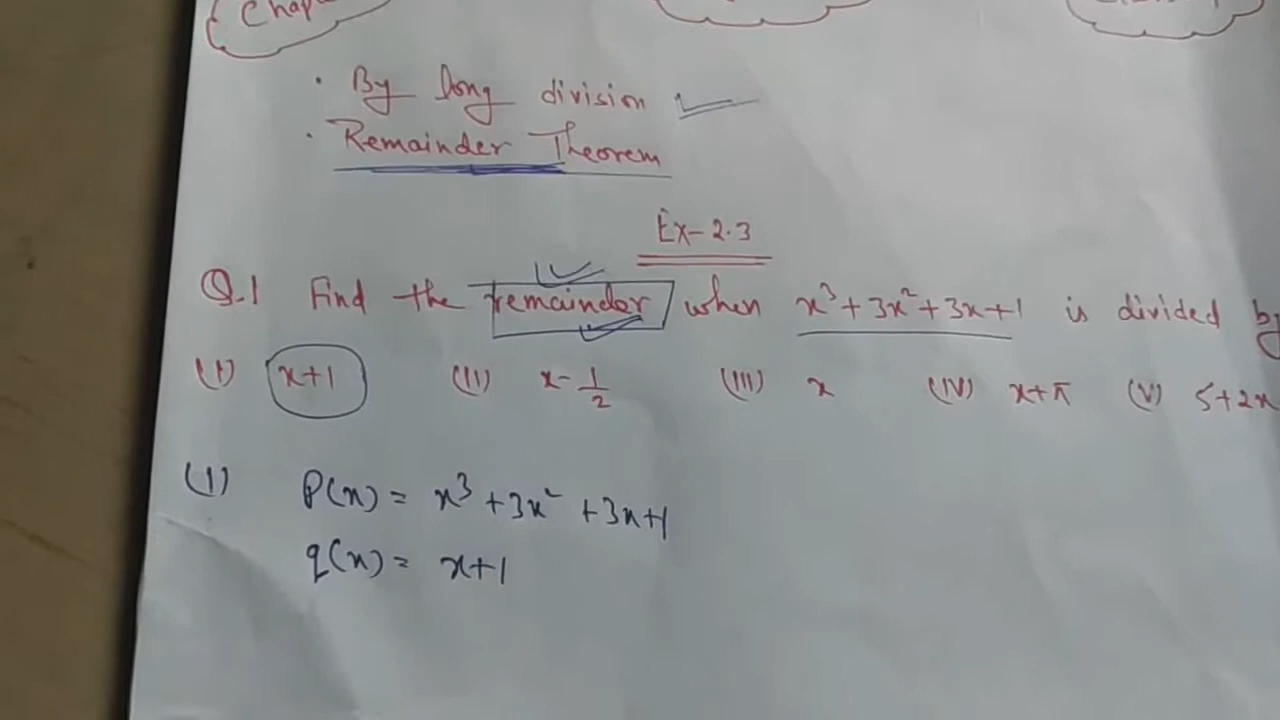 Chap
· By long division
· Remainder Theorem
Ex-2.3
Q.1 Find the remainder when x³+3x²+3x+1 is divided by
(I) x+1 (II) x-1/2 (III) x (IV) x+π (V) 5+2x
(I) P(x) = x³+3x²+3x+1
q(x) = x+1